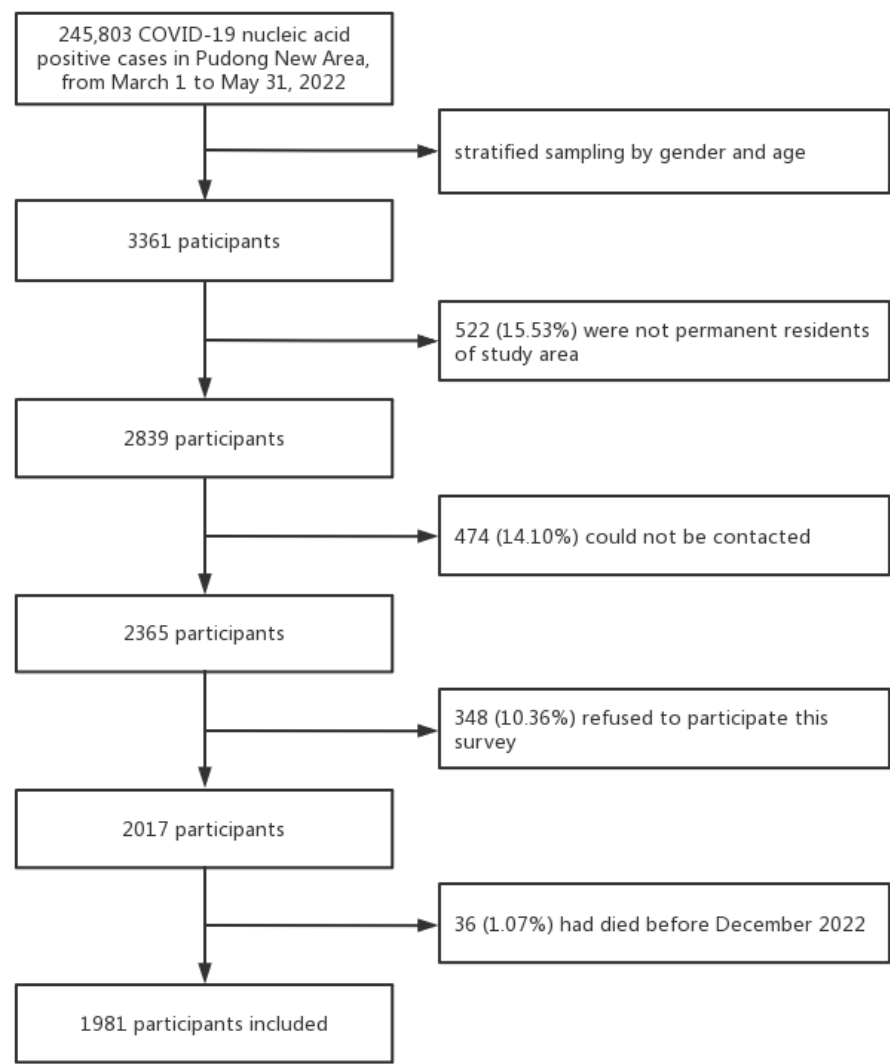 245,803 COVID-19 nucleic acid
positive cases in Pudong New Area,
from March 1 to May 31, 2022
stratified sampling by gender and age
3361 paticipants
522 (15.53%) were not permanent residents
of study area
2839 participants
474 (14.10%) could not be contacted
2365 participants
348 (10.36%) refused to participate this
survey
2017 participants
36 (1.07%) had died before December 2022
1981 participants included